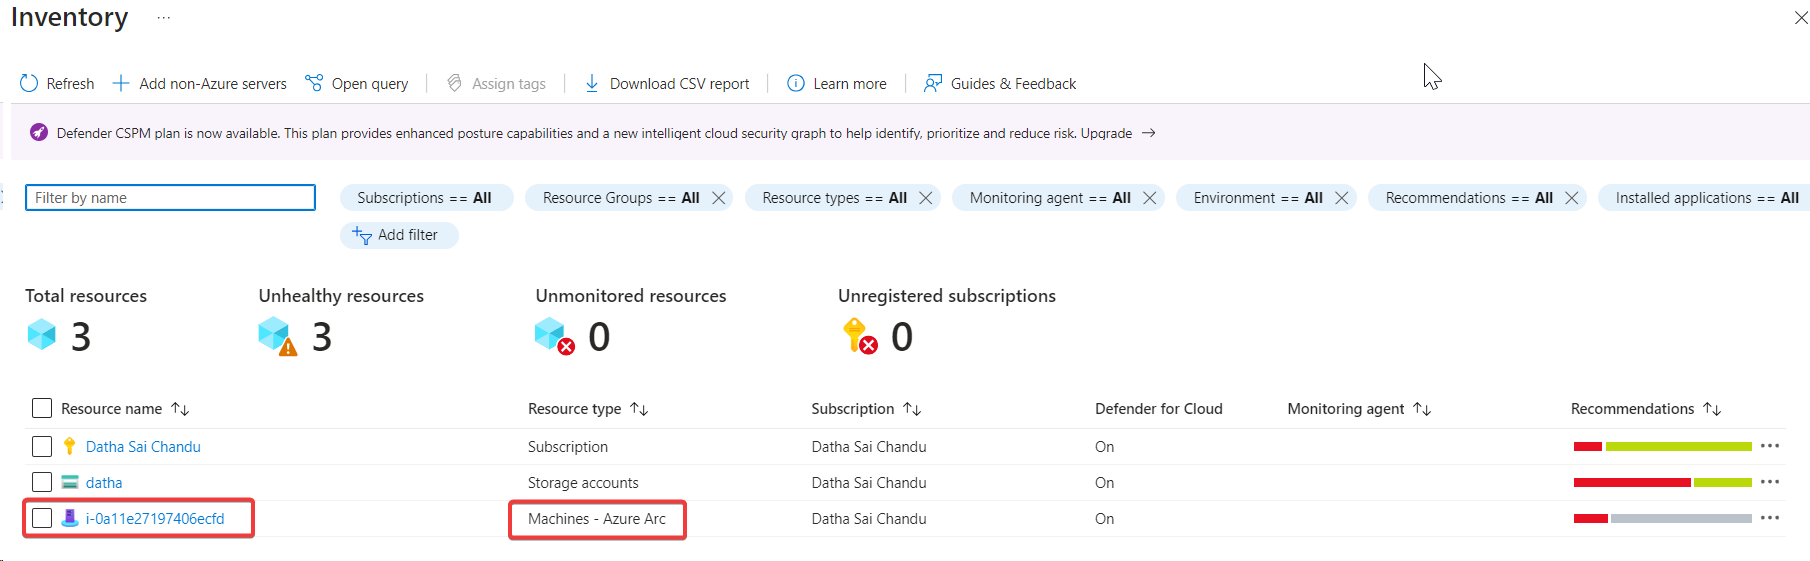 Inventory ...
Refresh Add non-Azure servers Open query Assign tags Download CSV report Learn more Guides & Feedback
Defender CSPM plan is now available. This plan provides enhanced posture capabilities and a new intelligent cloud security graph to help identify, prioritize and reduce risk. Upgrade →
Filter by name Subscriptions == All Resource Groups == All Resource types == All Monitoring agent == All Environment == All Recommendations == All Installed applications == All
Add filter
Total resources Unhealthy resources Unmonitored resources Unregistered subscriptions
3 3 0 0
Resource name ↑↓ Resource type ↑↓ Subscription ↑↓ Defender for Cloud Monitoring agent ↑↓ Recommendations ↑↓
Datha Sai Chandu Subscription Datha Sai Chandu On ...
datha Storage accounts Datha Sai Chandu On ...
i-0a11e27197406ecfd Machines - Azure Arc Datha Sai Chandu On ...